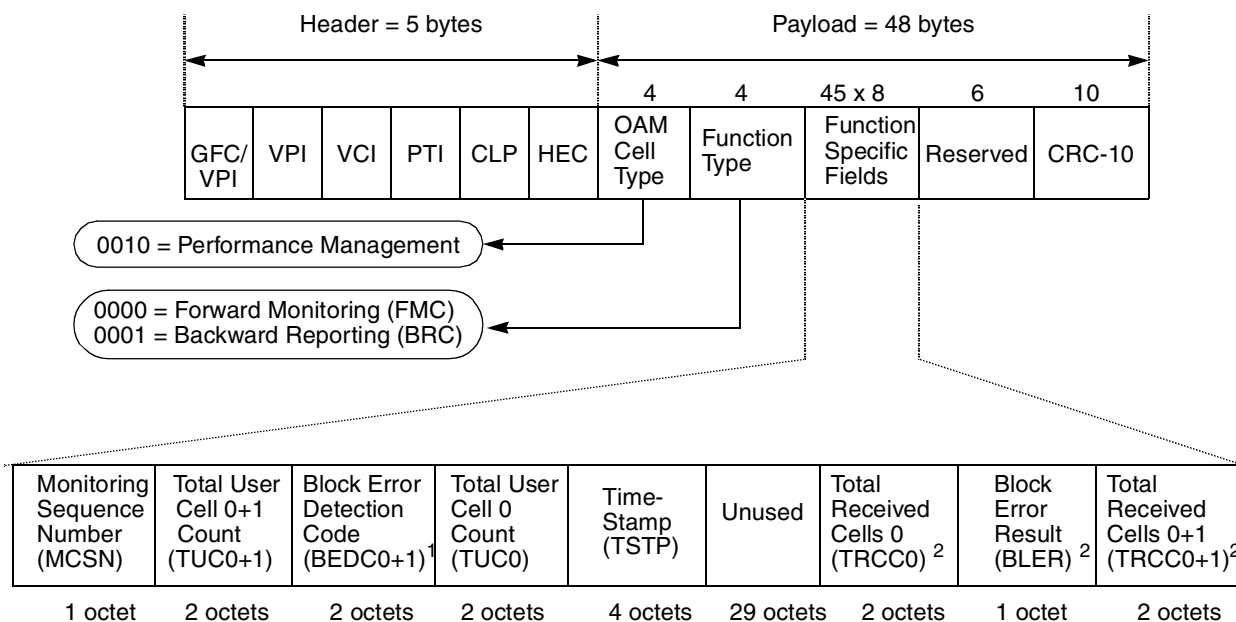 Header = 5 bytes
Payload = 48 bytes
4
4
45 x 8
6
10
GFC/
VPI
VPI
VCI
PTI
CLP
HEC
OAM
Cell
Type
Function
Type
Function
Specific
Fields
Reserved
CRC-10
0010 = Performance Management
0000 = Forward Monitoring (FMC)
0001 = Backward Reporting (BRC)
Monitoring
Sequence
Number
(MCSN)
Total User
Cell 0+1
Count
(TUC0+1)
Block Error
Detection
Code
(BEDC0+1) 1
Total User
Cell 0
Count
(TUC0)
Time-
Stamp
(TSTP)
Unused
Total
Received
Cells 0
(TRCC0) 2
Block
Error
Result
(BLER) 2
Total
Received
Cells 0+1
(TRCC0+1) 2
1 octet
2 octets
2 octets
2 octets
4 octets
29 octets
2 octets
1 octet
2 octets